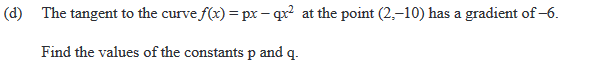 (d) The tangent to the curve f(x) = px – qx² at the point (2,–10) has a gradient of –6.
Find the values of the constants p and q.